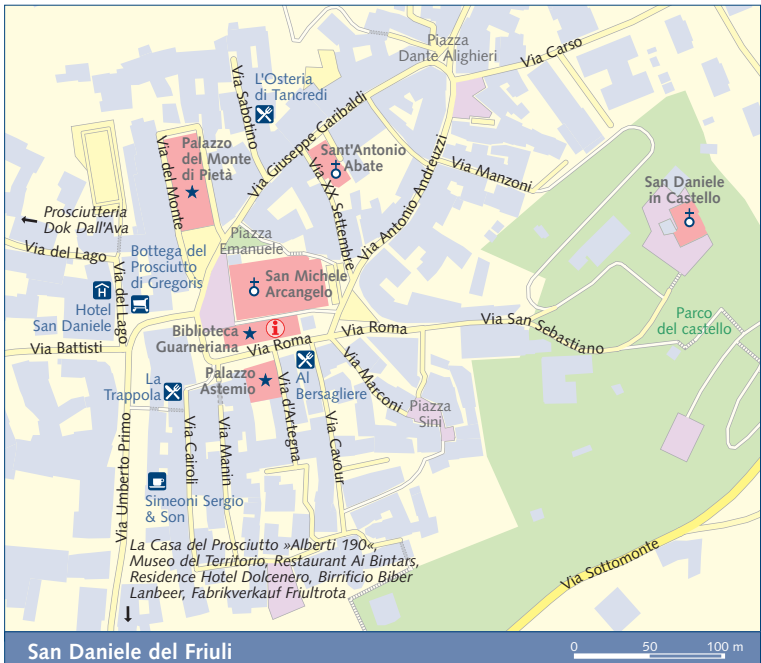 Piazza
Dante Alighieri
Via Carso
L'Osteria
di Tancredi
Via Sabotino
Via Giuseppe Garibaldi
Palazzo
del Monte
di Pietà
Via del Monte
Sant'Antonio
Abate
Via XX Settembre
Via Antonio Andreuzzi
Via Manzoni
San Daniele
in Castello
Prosciutteria
Dok Dall'Ava
Via del Lago
Bottega del
Prosciutto
di Gregoris
Piazza
Emanuele
San Michele
Arcangelo
Hotel
San Daniele
Via del Lago
Biblioteca
Guarneriana
i
Via Roma
Via Roma
Via San Sebastiano
Parco
del castello
Via Battisti
Palazzo
Astemio
Al
Bersagliere
Via Marconi
La
Trappola
Piazza
Sini
Via Umberto Primo
Via Cairoli
Via Manin
Via d'Artegna
Via Cavour
Simeoni Sergio
& Son
La Casa del Prosciutto »Alberti 190«,
Museo del Territorio, Restaurant Ai Bintars,
Residence Hotel Dolcenero, Birrificio Biber
Lanbeer, Fabrikverkauf Friultrota
Via Sottomonte
San Daniele del Friuli
0 50 100 m